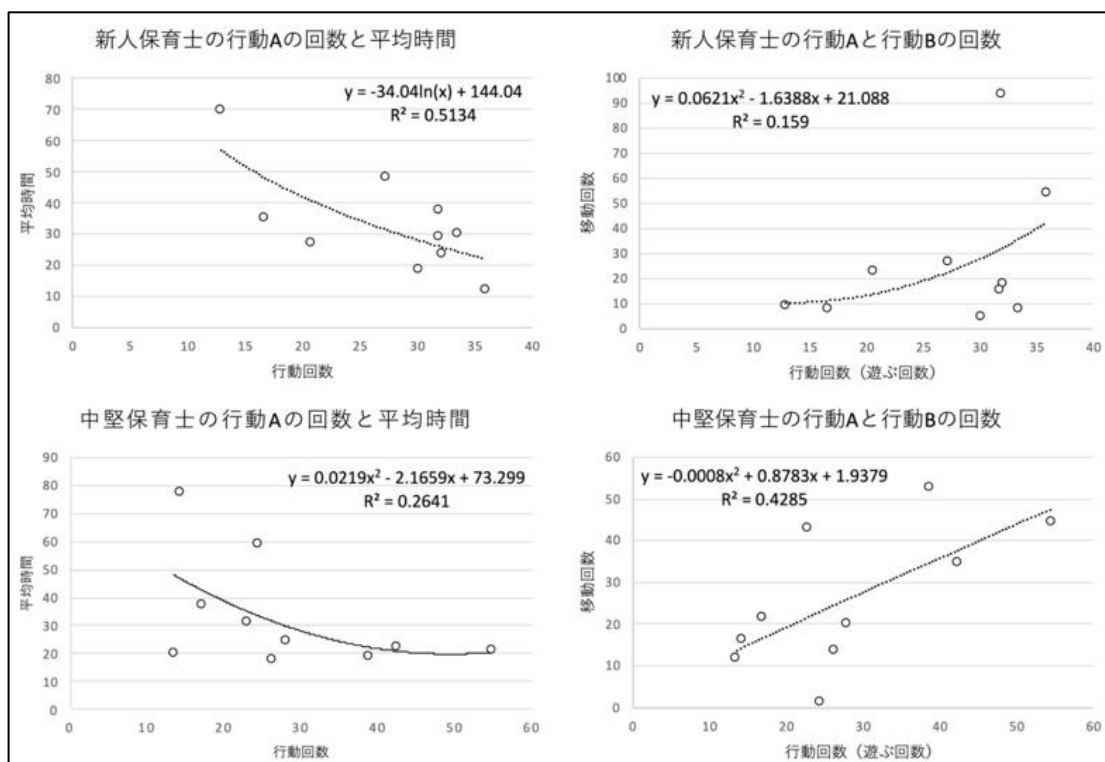 新人保育士の行動Aの回数と平均時間
y = -34.04ln(x) + 144.04
R² = 0.5134
80
70
60
50
40
30
20
10
0
平均時間
0 5 10 15 20 25 30 35 40
行動回数
新人保育士の行動Aと行動Bの回数
y = 0.0621x² - 1.6388x + 21.088
R² = 0.159
100
90
80
70
60
50
40
30
20
10
0
移動回数
0 5 10 15 20 25 30 35 40
行動回数（遊ぶ回数）
中堅保育士の行動Aの回数と平均時間
y = 0.0219x² - 2.1659x + 73.299
R² = 0.2641
90
80
70
60
50
40
30
20
10
0
平均時間
0 10 20 30 40 50 60
行動回数
中堅保育士の行動Aと行動Bの回数
y = -0.0008x² + 0.8783x + 1.9379
R² = 0.4285
60
50
40
30
20
10
0
移動回数
0 10 20 30 40 50 60
行動回数（遊ぶ回数）